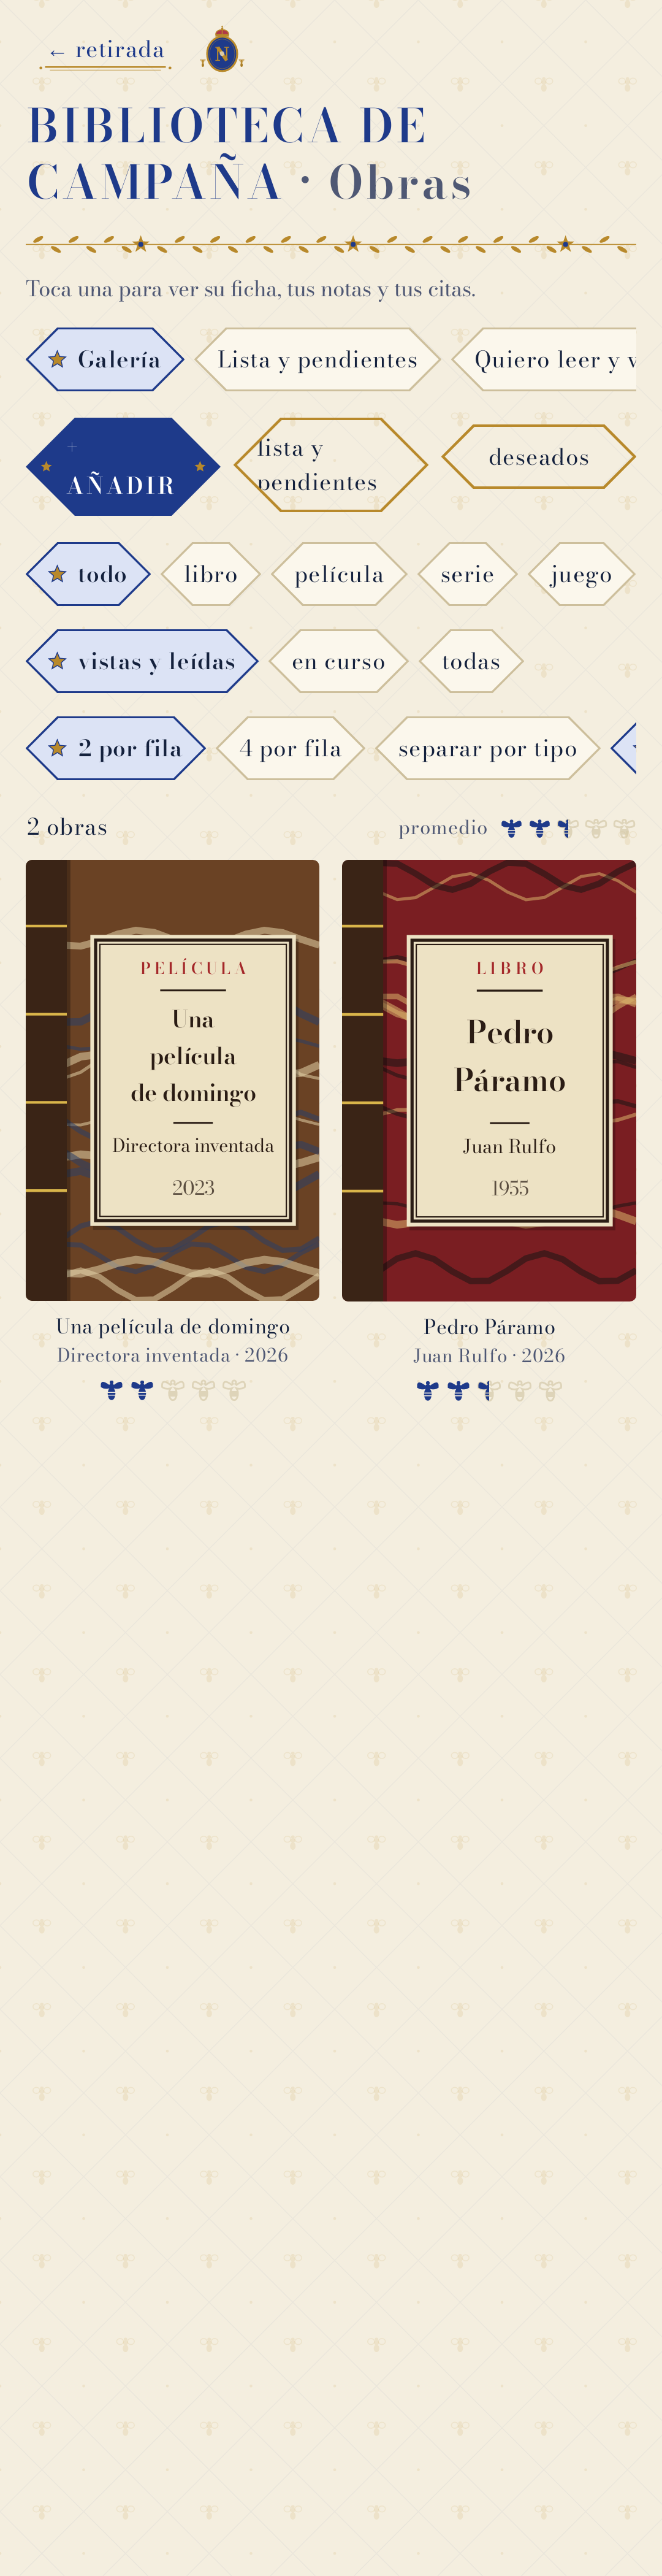 ← retirada
N
BIBLIOTECA DE
CAMPAÑA · Obras
Toca una para ver su ficha, tus notas y tus citas.
Galería
Lista y pendientes
Quiero leer y v
+
AÑADIR
lista y
pendientes
deseados
todo
libro
película
serie
juego
vistas y leídas
en curso
todas
2 por fila
4 por fila
separar por tipo
2 obras
promedio
PELÍCULA
Una
película
de domingo
Directora inventada
2023
LIBRO
Pedro
Páramo
Juan Rulfo
1955
Una película de domingo
Directora inventada · 2026
Pedro Páramo
Juan Rulfo · 2026